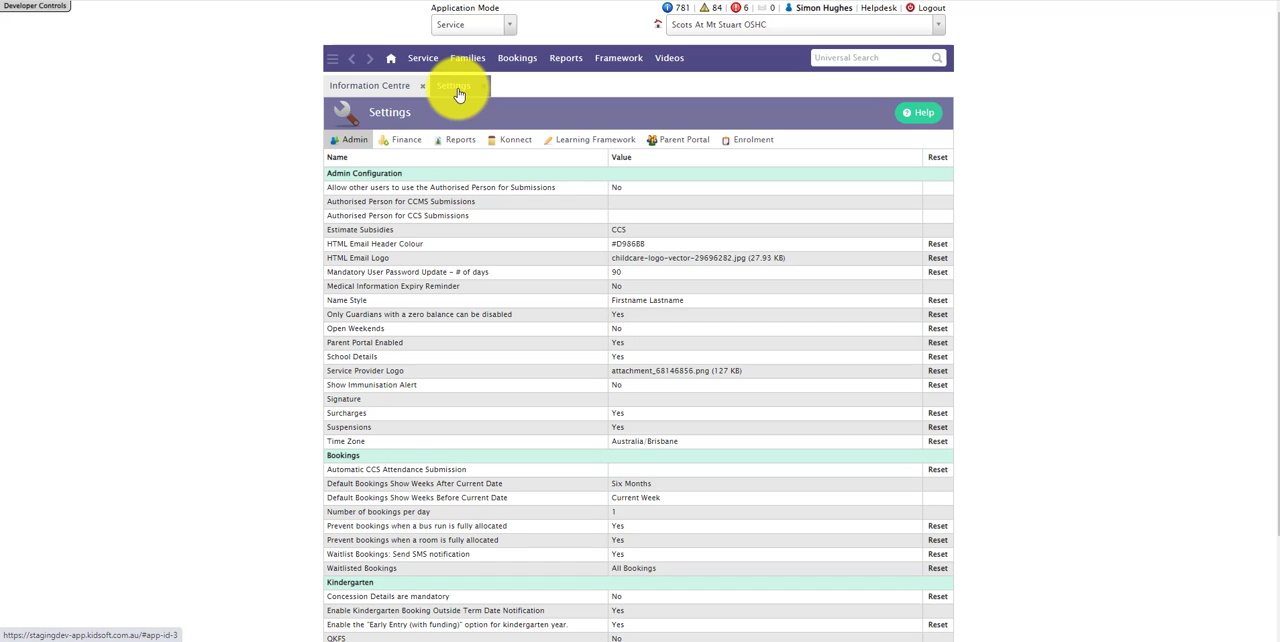 Developer Controls
Application Mode
781 84 6 0 Simon Hughes | Helpdesk | Logout
Service
Scots At Mt Stuart OSHC
Service Families Bookings Reports Framework Videos
Universal Search
Information Centre × Settings
Settings
Help
Admin Finance Reports Konnect Learning Framework Parent Portal Enrolment
Name Value Reset
Admin Configuration
Allow other users to use the Authorised Person for Submissions No
Authorised Person for CCMS Submissions
Authorised Person for CCS Submissions
Estimate Subsidies CCS
HTML Email Header Colour #D986BB Reset
HTML Email Logo childcare-logo-vector-29696282.jpg (27.93 KB) Reset
Mandatory User Password Update - # of days 90 Reset
Medical Information Expiry Reminder No
Name Style Firstname Lastname Reset
Only Guardians with a zero balance can be disabled Yes Reset
Open Weekends No Reset
Parent Portal Enabled Yes Reset
School Details Yes Reset
Service Provider Logo attachment_68146856.png (127 KB) Reset
Show Immunisation Alert No Reset
Signature
Surcharges Yes Reset
Suspensions Yes Reset
Time Zone Australia/Brisbane Reset
Bookings
Automatic CCS Attendance Submission Reset
Default Bookings Show Weeks After Current Date Six Months
Default Bookings Show Weeks Before Current Date Current Week
Number of bookings per day 1
Prevent bookings when a bus run is fully allocated Yes Reset
Prevent bookings when a room is fully allocated Yes Reset
Waitlist Bookings: Send SMS notification Yes Reset
Waitlisted Bookings All Bookings Reset
Kindergarten
Concession Details are mandatory No Reset
Enable Kindergarten Booking Outside Term Date Notification Yes
Enable the "Early Entry (with funding)" option for kindergarten year. Yes Reset
QKFS No
https://stagingdev-app.kidsoft.com.au/#app-id-3